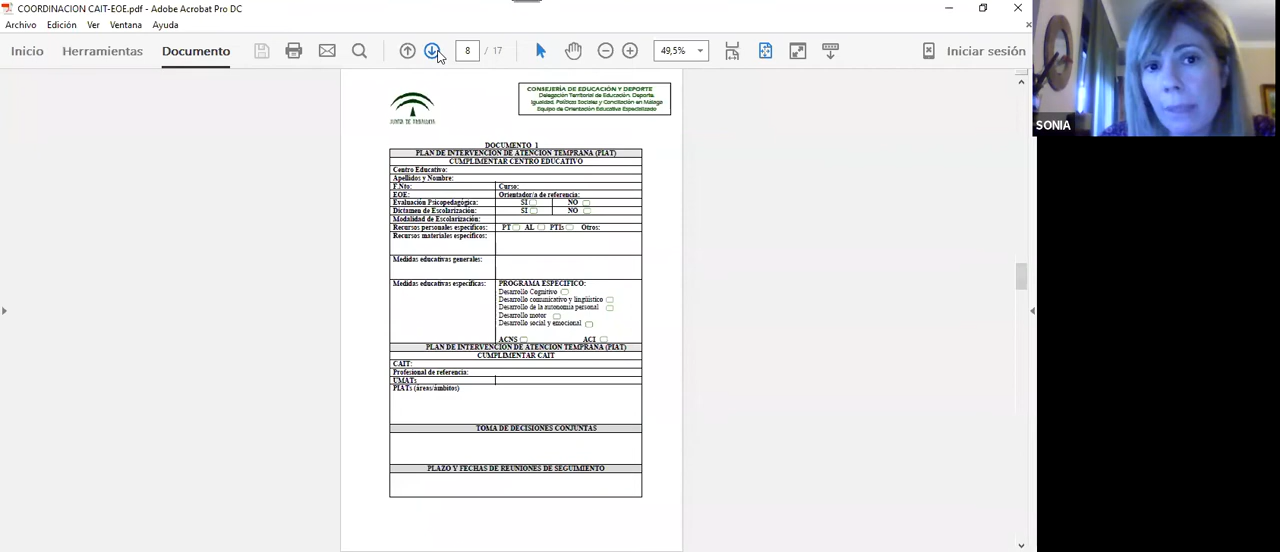 COORDINACION CAIT-EOE.pdf - Adobe Acrobat Pro DC
Archivo Edición Ver Ventana Ayuda
Inicio Herramientas Documento 8 / 17 49,5% Iniciar sesión
SONIA
JUNTA DE ANDALUCIA
CONSEJERÍA DE EDUCACIÓN Y DEPORTE
Delegación Territorial de Educación, Deporte,
Igualdad, Políticas Sociales y Conciliación en Málaga
Equipo de Orientación Educativa Especializado
DOCUMENTO 1
PLAN DE INTERVENCIÓN DE ATENCION TEMPRANA (PIAT)
CUMPLIMENTAR CENTRO EDUCATIVO
Centro Educativo:
Apellidos y Nombre:
F.Nto: Curso:
EOE: Orientador/a de referencia:
Evaluación Psicopedagógica: SI NO
Dictamen de Escolarización: SI NO
Modalidad de Escolarización:
Recursos personales específicos: PT AL PTIs Otros:
Recursos materiales específicos:
Medidas educativas generales:
Medidas educativas específicas: PROGRAMA ESPECIFICO:
Desarrollo Cognitivo
Desarrollo comunicativo y lingüístico
Desarrollo de la autonomía personal
Desarrollo motor
Desarrollo social y emocional
ACNS ACI
PLAN DE INTERVENCIÓN DE ATENCION TEMPRANA (PIAT)
CUMPLIMENTAR CAIT
CAIT:
Profesional de referencia:
UMATs
PIATs (áreas/ámbitos)
TOMA DE DECISIONES CONJUNTAS
PLAZO Y FECHAS DE REUNIONES DE SEGUIMIENTO